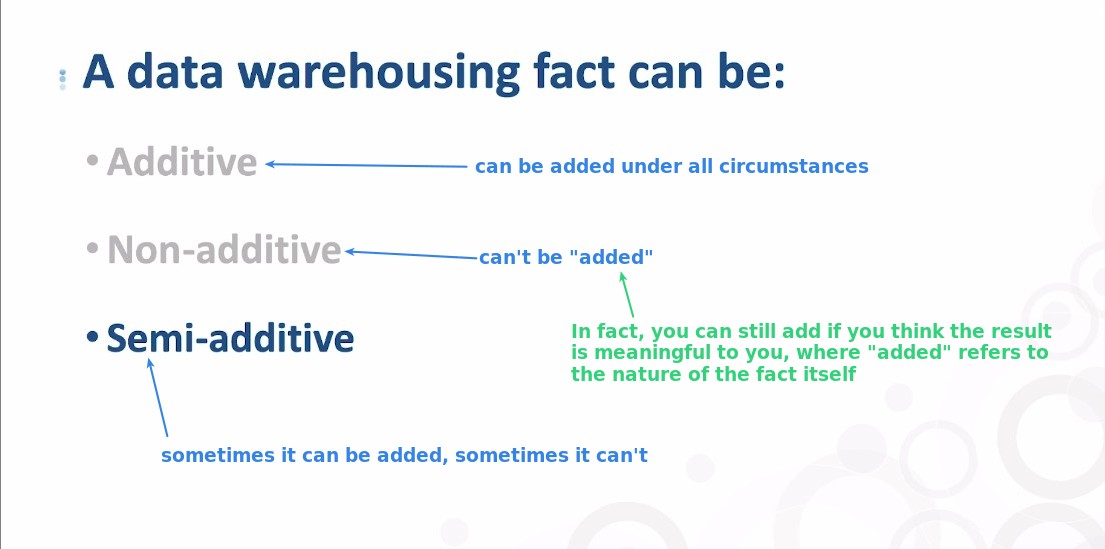 A data warehousing fact can be:
• Additive
can be added under all circumstances
• Non-additive
can't be "added"
In fact, you can still add if you think the result
is meaningful to you, where "added" refers to
the nature of the fact itself
• Semi-additive
sometimes it can be added, sometimes it can't